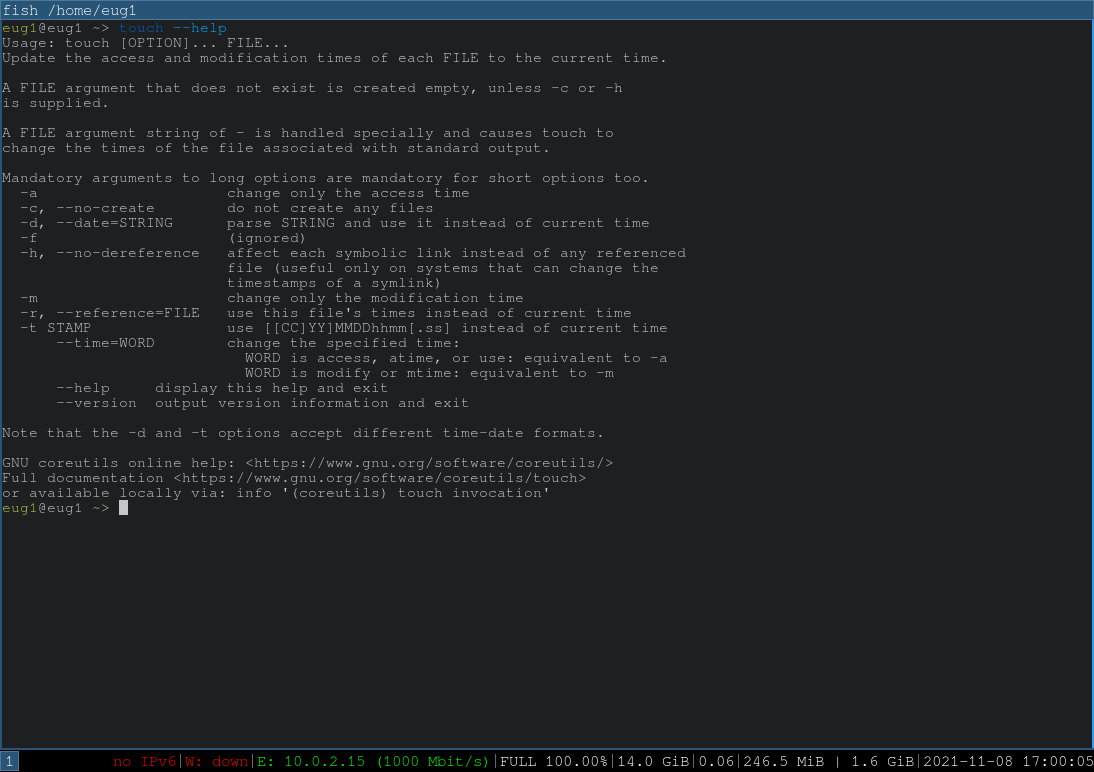 fish /home/eug1
eug1@eug1 ~> touch --help
Usage: touch [OPTION]... FILE...
Update the access and modification times of each FILE to the current time.

A FILE argument that does not exist is created empty, unless -c or -h
is supplied.

A FILE argument string of - is handled specially and causes touch to
change the times of the file associated with standard output.

Mandatory arguments to long options are mandatory for short options too.
  -a                     change only the access time
  -c, --no-create        do not create any files
  -d, --date=STRING      parse STRING and use it instead of current time
  -f                     (ignored)
  -h, --no-dereference   affect each symbolic link instead of any referenced
                         file (useful only on systems that can change the
                         timestamps of a symlink)
  -m                     change only the modification time
  -r, --reference=FILE   use this file's times instead of current time
  -t STAMP               use [[CC]YY]MMDDhhmm[.ss] instead of current time
      --time=WORD        change the specified time:
                           WORD is access, atime, or use: equivalent to -a
                           WORD is modify or mtime: equivalent to -m
      --help     display this help and exit
      --version  output version information and exit

Note that the -d and -t options accept different time-date formats.

GNU coreutils online help: <https://www.gnu.org/software/coreutils/>
Full documentation <https://www.gnu.org/software/coreutils/touch>
or available locally via: info '(coreutils) touch invocation'
eug1@eug1 ~>
1 no IPv6|W: down|E: 10.0.2.15 (1000 Mbit/s)|FULL 100.00%|14.0 GiB|0.06|246.5 MiB | 1.6 GiB|2021-11-08 17:00:05